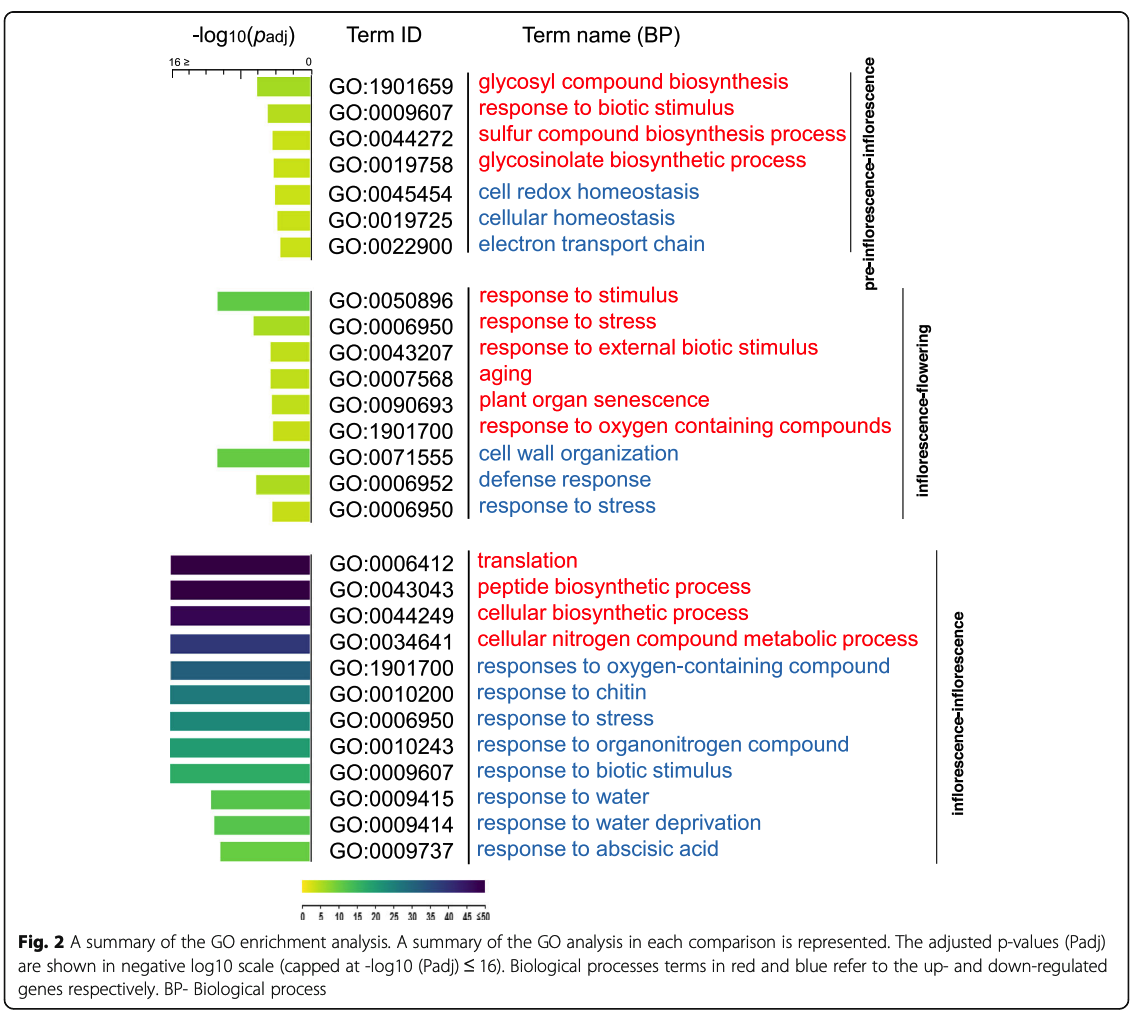 -log10(padj) Term ID Term name (BP)
16 ≥ 0
GO:1901659 glycosyl compound biosynthesis
GO:0009607 response to biotic stimulus
GO:0044272 sulfur compound biosynthesis process
GO:0019758 glycosinolate biosynthetic process
GO:0045454 cell redox homeostasis
GO:0019725 cellular homeostasis
GO:0022900 electron transport chain
pre-inflorescence-inflorescence
GO:0050896 response to stimulus
GO:0006950 response to stress
GO:0043207 response to external biotic stimulus
GO:0007568 aging
GO:0090693 plant organ senescence
GO:1901700 response to oxygen containing compounds
GO:0071555 cell wall organization
GO:0006952 defense response
GO:0006950 response to stress
inflorescence-flowering
GO:0006412 translation
GO:0043043 peptide biosynthetic process
GO:0044249 cellular biosynthetic process
GO:0034641 cellular nitrogen compound metabolic process
GO:1901700 responses to oxygen-containing compound
GO:0010200 response to chitin
GO:0006950 response to stress
GO:0010243 response to organonitrogen compound
GO:0009607 response to biotic stimulus
GO:0009415 response to water
GO:0009414 response to water deprivation
GO:0009737 response to abscisic acid
inflorescence-inflorescence
0 5 10 15 20 25 30 35 40 45 ≤50
Fig. 2 A summary of the GO enrichment analysis. A summary of the GO analysis in each comparison is represented. The adjusted p-values (Padj)
are shown in negative log10 scale (capped at -log10 (Padj) ≤ 16). Biological processes terms in red and blue refer to the up- and down-regulated
genes respectively. BP- Biological process